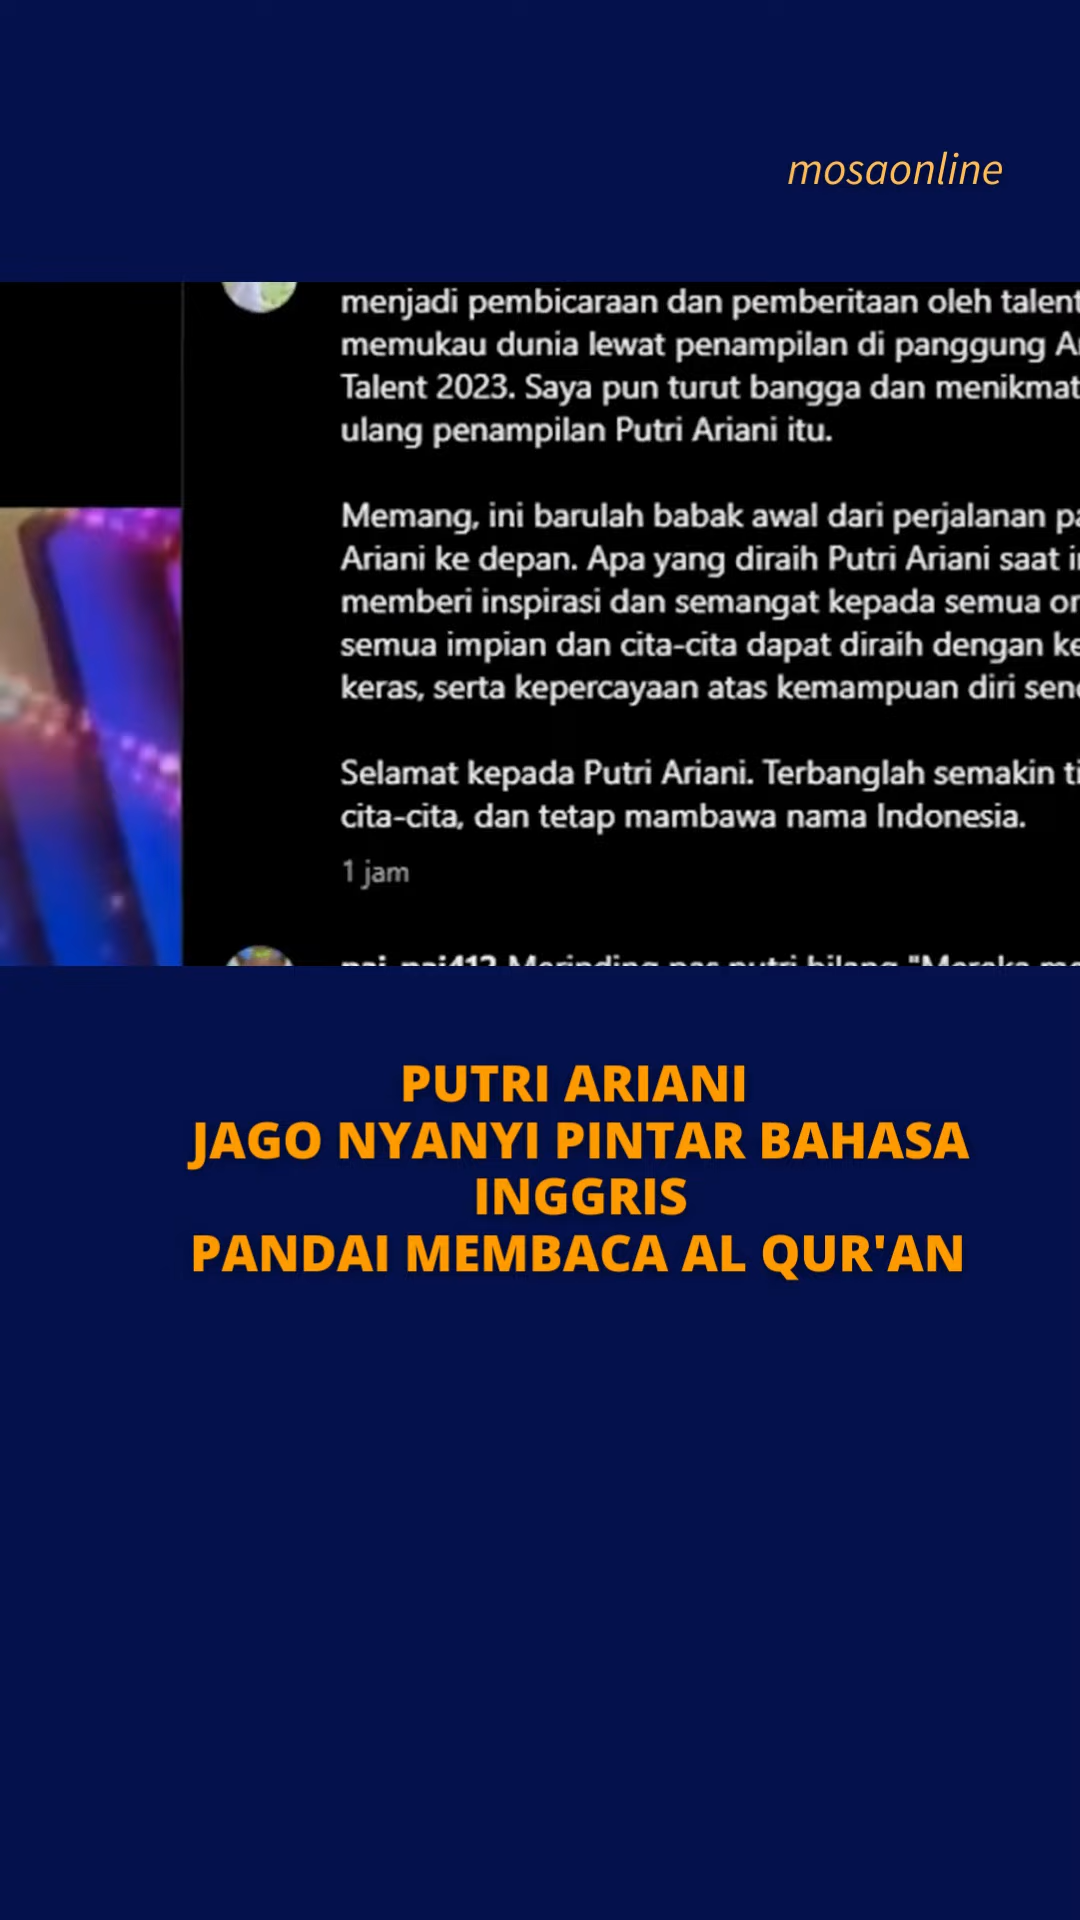 mosaonline
menjadi pembicaraan dan pemberitaan oleh talent
memukau dunia lewat penampilan di panggung
Talent 2023. Saya pun turut bangga dan menikmat
ulang penampilan Putri Ariani itu.
Memang, ini barulah babak awal dari perjalanan
Ariani ke depan. Apa yang diraih Putri Ariani saat
memberi inspirasi dan semangat kepada semua
semua impian dan cita-cita dapat diraih dengan
keras, serta kepercayaan atas kemampuan diri
Selamat kepada Putri Ariani. Terbanglah semakin
cita-cita, dan tetap mambawa nama Indonesia.
1 jam
PUTRI ARIANI
JAGO NYANYI PINTAR BAHASA
INGGRIS
PANDAI MEMBACA AL QUR'AN